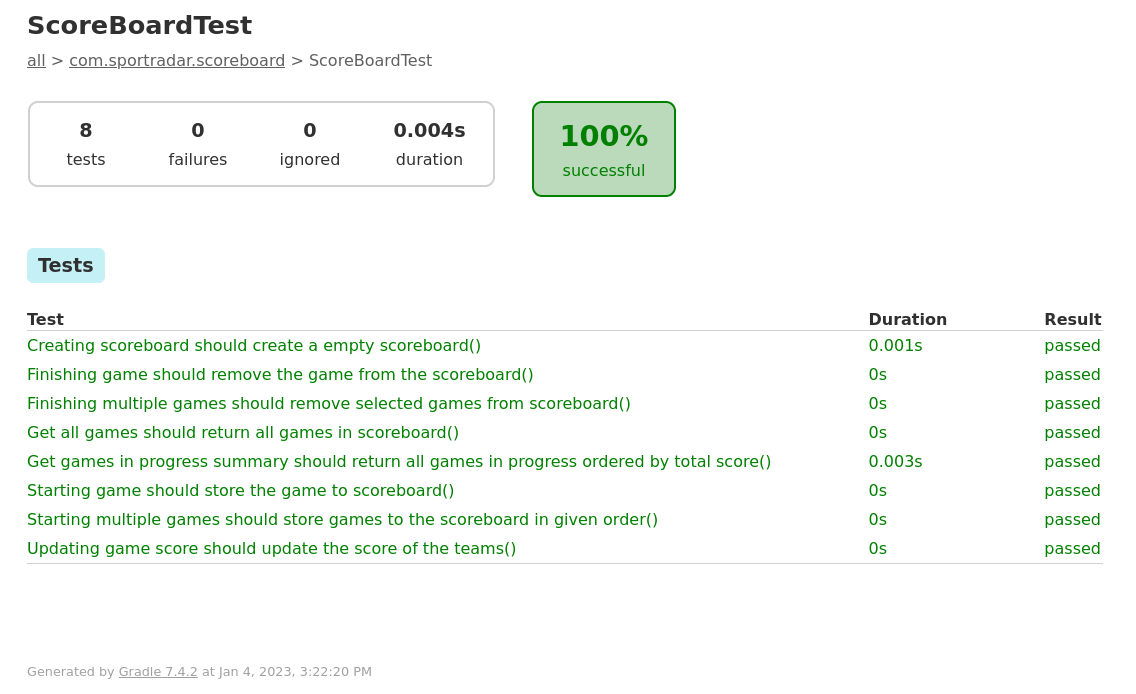 ScoreBoardTest
all > com.sportradar.scoreboard > ScoreBoardTest
8 0 0 0.004s 100%
tests failures ignored duration successful
Tests
Test Duration Result
Creating scoreboard should create a empty scoreboard() 0.001s passed
Finishing game should remove the game from the scoreboard() 0s passed
Finishing multiple games should remove selected games from scoreboard() 0s passed
Get all games should return all games in scoreboard() 0s passed
Get games in progress summary should return all games in progress ordered by total score() 0.003s passed
Starting game should store the game to scoreboard() 0s passed
Starting multiple games should store games to the scoreboard in given order() 0s passed
Updating game score should update the score of the teams() 0s passed
Generated by Gradle 7.4.2 at Jan 4, 2023, 3:22:20 PM